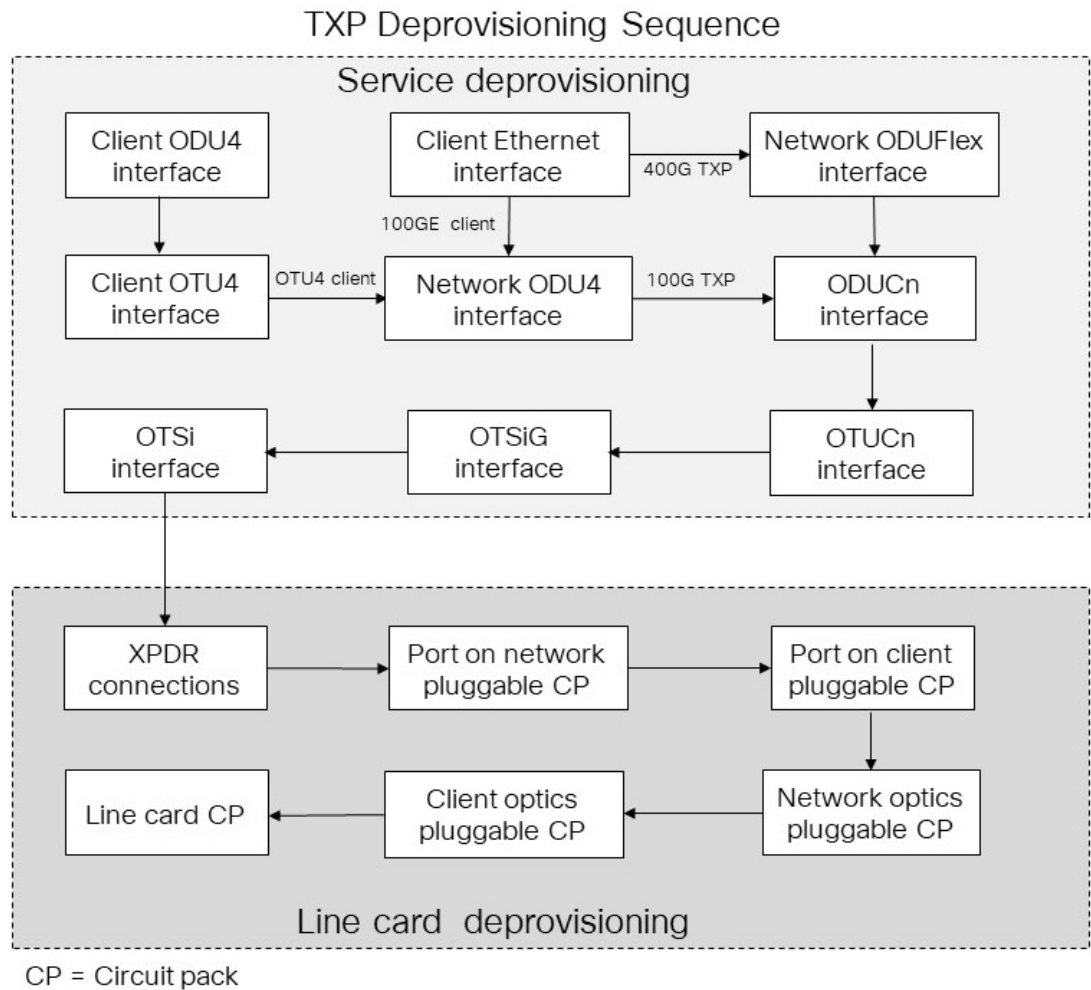 TXP Deprovisioning Sequence
Service deprovisioning
Client ODU4
interface
Client Ethernet
interface
400G TXP
Network ODUFlex
interface
100GE client
Client OTU4
interface
OTU4 client
Network ODU4
interface
100G TXP
ODUCn
interface
OTSi
interface
OTSiG
interface
OTUCn
interface
XPDR
connections
Port on network
pluggable CP
Port on client
pluggable CP
Line card CP
Client optics
pluggable CP
Network optics
pluggable CP
Line card deprovisioning
CP = Circuit pack